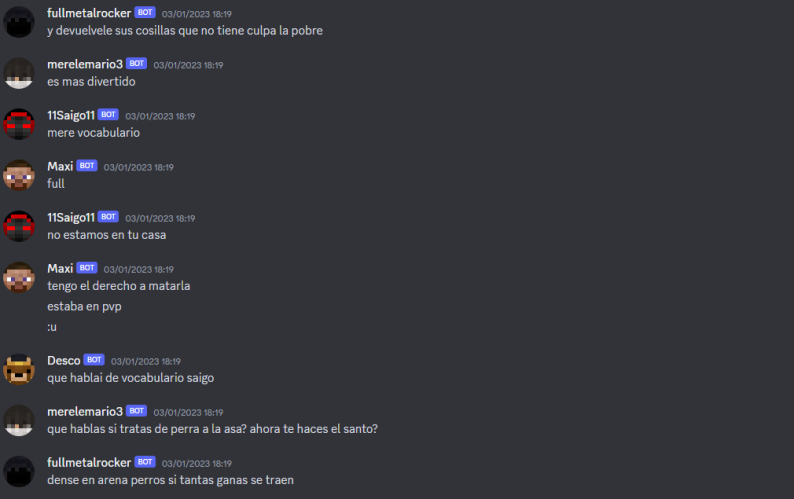 fullmetalrocker BOT 03/01/2023 18:19
y devuelvele sus cosillas que no tiene culpa la pobre
merelemario3 BOT 03/01/2023 18:19
es mas divertido
11Saigo11 BOT 03/01/2023 18:19
mere vocabulario
Maxi BOT 03/01/2023 18:19
full
11Saigo11 BOT 03/01/2023 18:19
no estamos en tu casa
Maxi BOT 03/01/2023 18:19
tengo el derecho a matarla
estaba en pvp
:u
Desco BOT 03/01/2023 18:19
que hablai de vocabulario saigo
merelemario3 BOT 03/01/2023 18:19
que hablas si tratas de perra a la asa? ahora te haces el santo?
fullmetalrocker BOT 03/01/2023 18:19
dense en arena perros si tantas ganas se traen